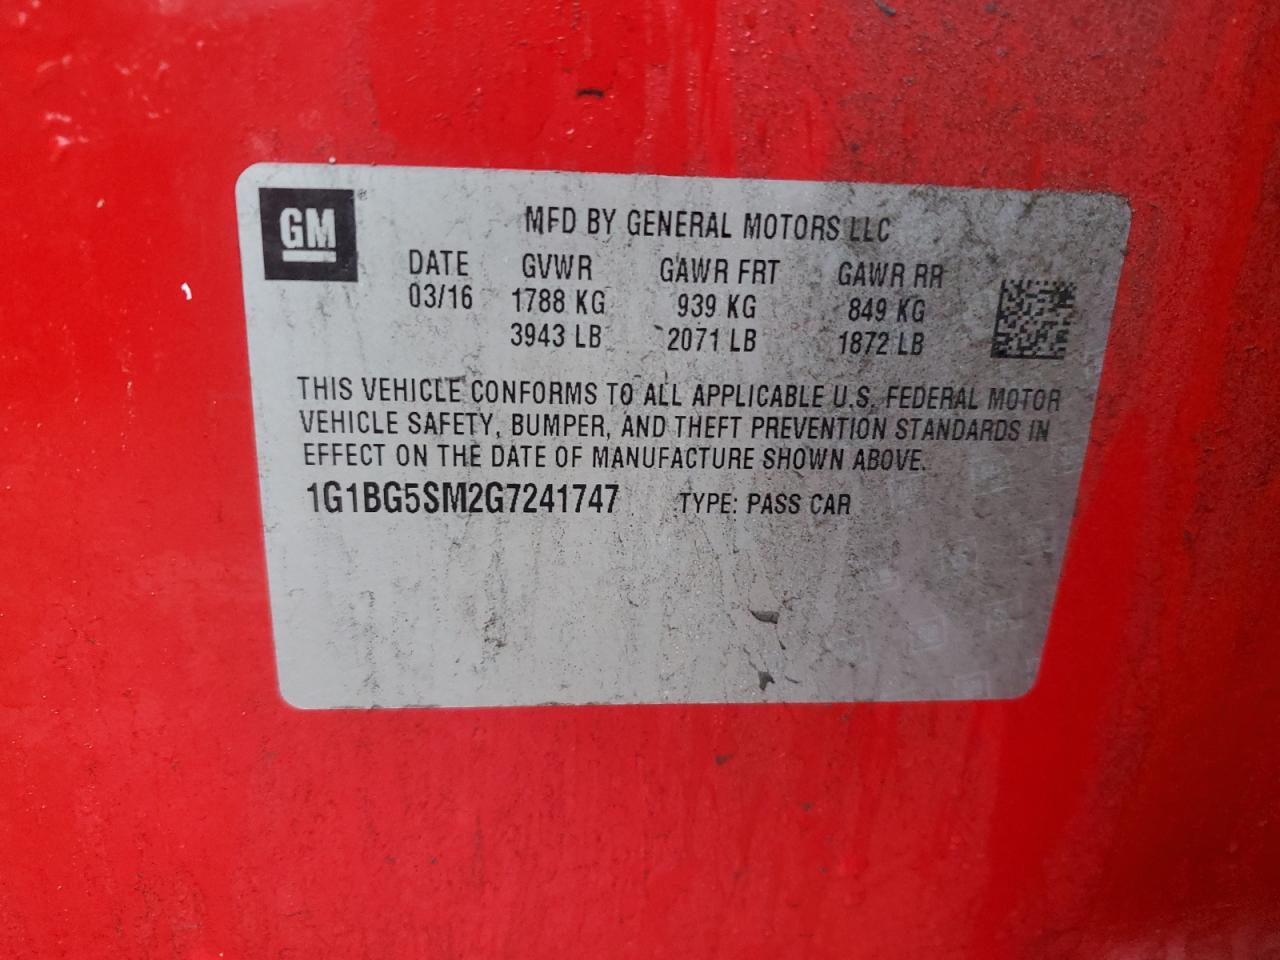 GM
MFD BY GENERAL MOTORS LLC
DATE GVWR GAWR FRT GAWR RR
03/16 1788 KG 939 KG 849 KG
3943 LB 2071 LB 1872 LB
THIS VEHICLE CONFORMS TO ALL APPLICABLE U.S. FEDERAL MOTOR
VEHICLE SAFETY, BUMPER, AND THEFT PREVENTION STANDARDS IN
EFFECT ON THE DATE OF MANUFACTURE SHOWN ABOVE.
1G1BG5SM2G7241747 TYPE: PASS CAR